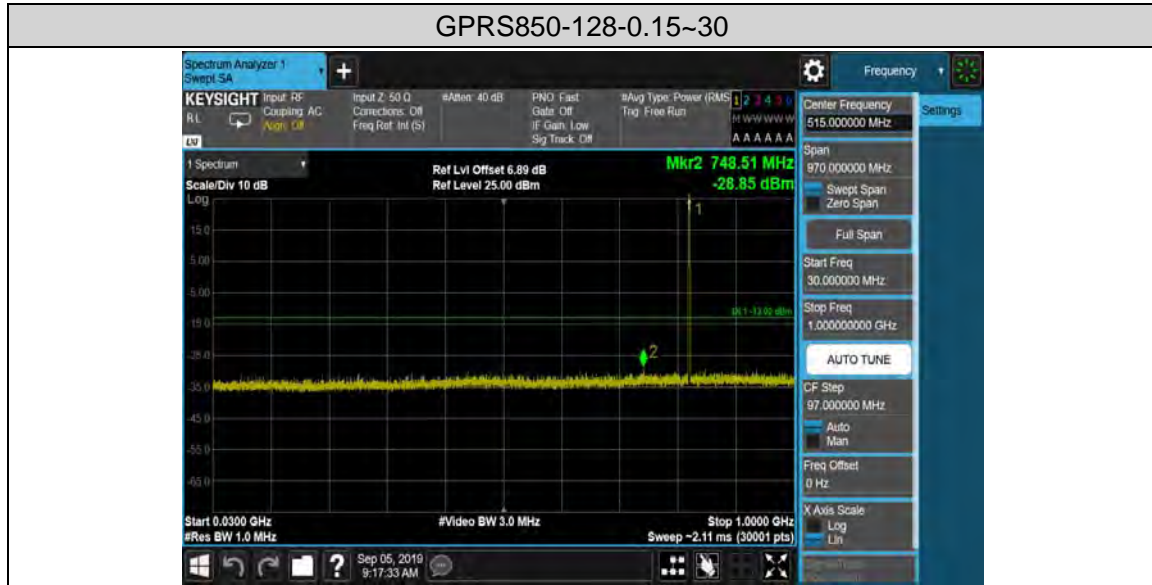 GPRS850-128-0.15~30
Spectrum Analyzer 1
Swept SA
Frequency
KEYSIGHT
Input: RF
Input Z: 50 Ω
#Atten: 40 dB
PNO: Fast
#Avg Type: Power (RMS
1 2 3 4 5 6
RL
Coupling: AC
Corrections: Off
Gate: Off
Trig: Free Run
M W W W W W
Align: Off
Freq Ref: Int (S)
IF Gain: Low
Sig Track: Off
A A A A A A
LXI
1 Spectrum
Scale/Div 10 dB
Ref Lvl Offset 6.89 dB
Ref Level 25.00 dBm
Mkr2 748.51 MHz
-28.85 dBm
Log
1
15.0
5.00
-5.00
DL1 -13.00 dBm
-15.0
-25.0
2
-35.0
-45.0
-55.0
-65.0
Start 0.0300 GHz
#Video BW 3.0 MHz
Stop 1.0000 GHz
#Res BW 1.0 MHz
Sweep ~2.11 ms (30001 pts)
?
Sep 05, 2019
9:17:33 AM
Center Frequency
515.000000 MHz
Settings
Span
970.000000 MHz
Swept Span
Zero Span
Full Span
Start Freq
30.000000 MHz
Stop Freq
1.000000000 GHz
AUTO TUNE
CF Step
97.000000 MHz
Auto
Man
Freq Offset
0 Hz
X Axis Scale
Log
Lin